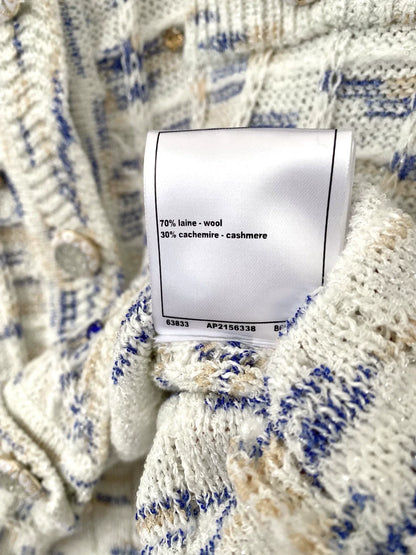 70% laine - wool
30% cachemire - cashmere
63833 AP2156338